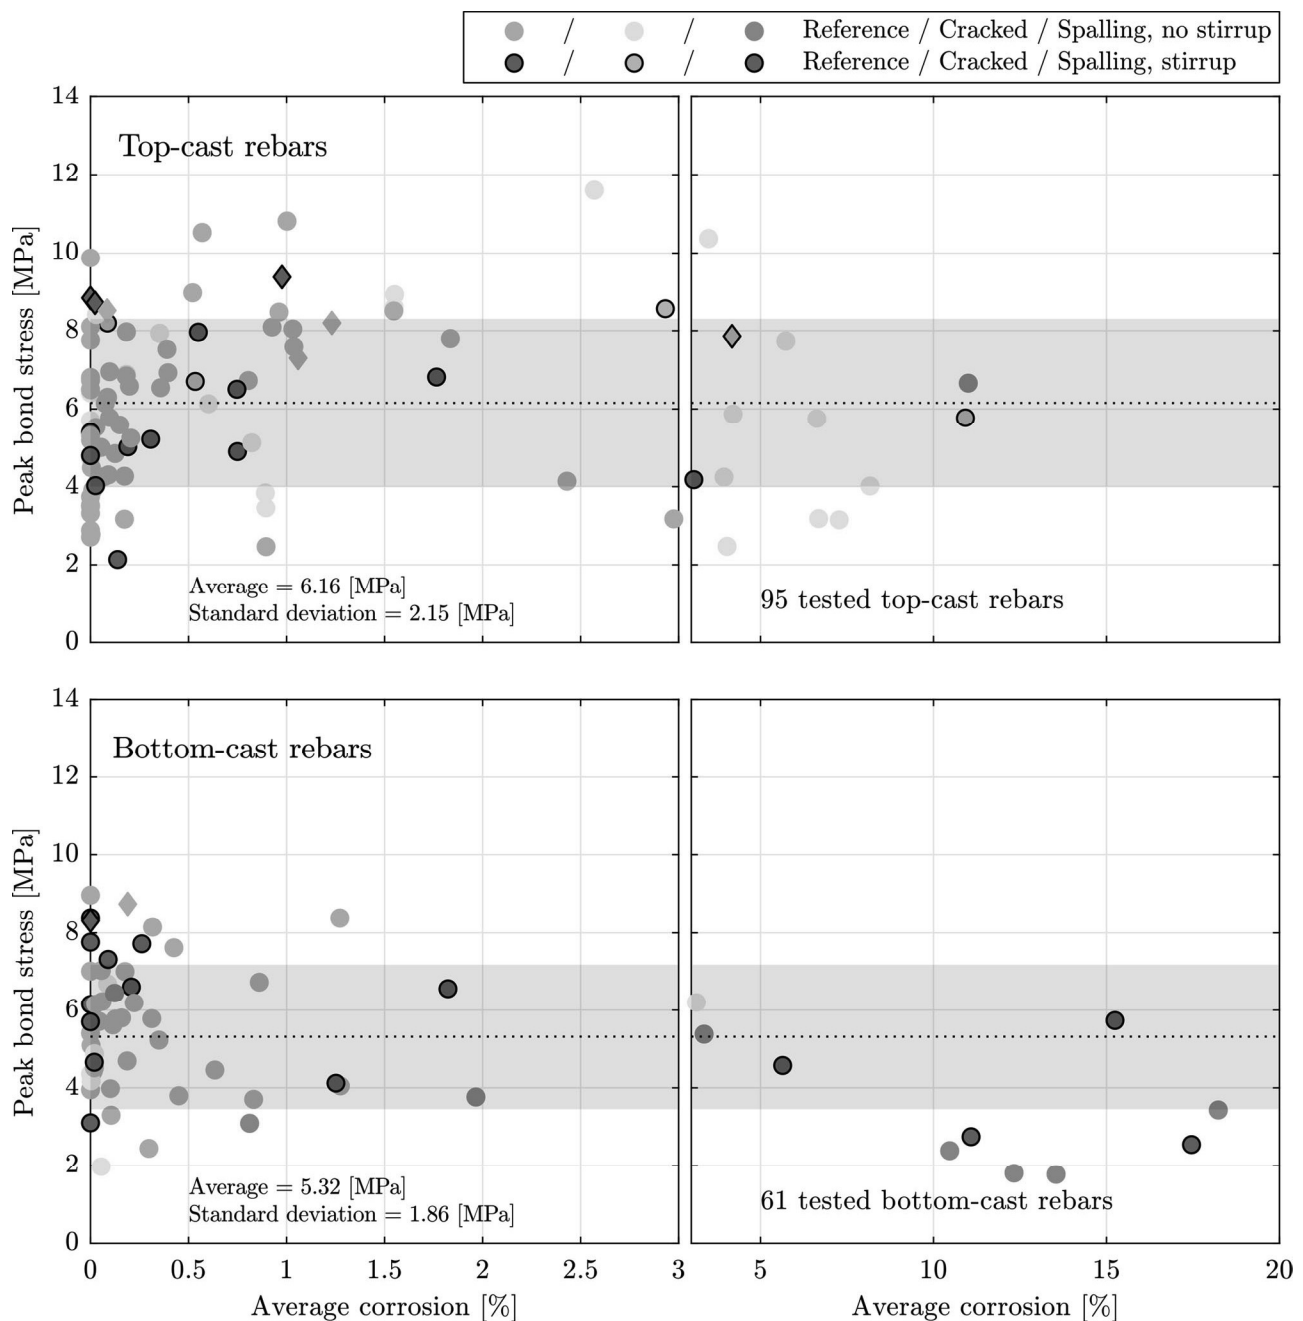 / / Reference / Cracked / Spalling, no stirrup
/ / Reference / Cracked / Spalling, stirrup
14
12
10
8
6
4
2
0
Peak bond stress [MPa]
Top-cast rebars
Average = 6.16 [MPa]
Standard deviation = 2.15 [MPa]
95 tested top-cast rebars
14
12
10
8
6
4
2
0
Peak bond stress [MPa]
Bottom-cast rebars
Average = 5.32 [MPa]
Standard deviation = 1.86 [MPa]
61 tested bottom-cast rebars
0 0.5 1 1.5 2 2.5 3 5 10 15 20
Average corrosion [%] Average corrosion [%]